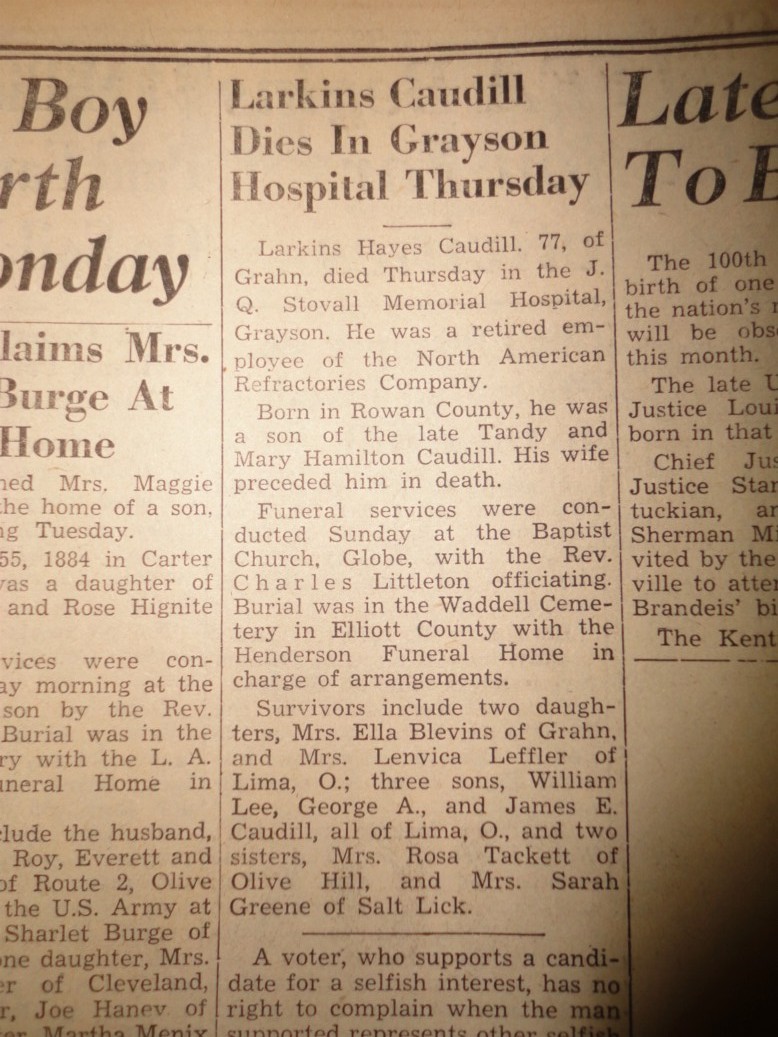 Boy
rth
onday
laims Mrs.
Burge At
Home
ned Mrs. Maggie
the home of a son,
ng Tuesday.
55, 1884 in Carter
was a daughter of
and Rose Hignite
vices were con-
ay morning at the
son by the Rev.
Burial was in the
ry with the L. A.
uneral Home in
clude the husband,
Roy, Everett and
of Route 2, Olive
the U.S. Army at
Sharlet Burge of
one daughter, Mrs.
er of Cleveland,
r, Joe Haney of
ter, Martha Menix
Larkins Caudill
Dies In Grayson
Hospital Thursday
Larkins Hayes Caudill. 77, of
Grahn, died Thursday in the J.
Q. Stovall Memorial Hospital,
Grayson. He was a retired em-
ployee of the North American
Refractories Company.
Born in Rowan County, he was
a son of the late Tandy and
Mary Hamilton Caudill. His wife
preceded him in death.
Funeral services were con-
ducted Sunday at the Baptist
Church, Globe, with the Rev.
Charles Littleton officiating.
Burial was in the Waddell Ceme-
tery in Elliott County with the
Henderson Funeral Home in
charge of arrangements.
Survivors include two daugh-
ters, Mrs. Ella Blevins of Grahn,
and Mrs. Lenvica Leffler of
Lima, O.; three sons, William
Lee, George A., and James E.
Caudill, all of Lima, O., and two
sisters, Mrs. Rosa Tackett of
Olive Hill, and Mrs. Sarah
Greene of Salt Lick.
A voter, who supports a candi-
date for a selfish interest, has no
right to complain when the man
supported represents other selfish
Late
To B
The 100th
birth of one
the nation's
will be obs
this month.
The late U
Justice Loui
born in that
Chief Jus
Justice Star
tuckian, ar
Sherman Mi
vited by the
ville to atte
Brandeis' bi
The Kent